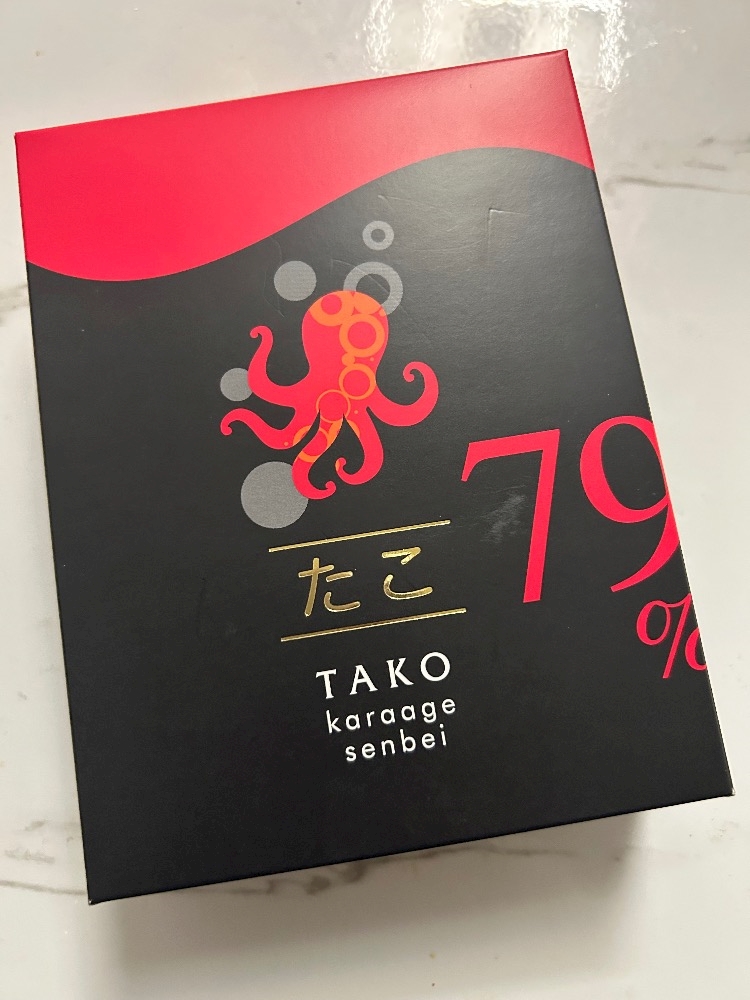 79
%
たこ
TAKO
karaage
senbei